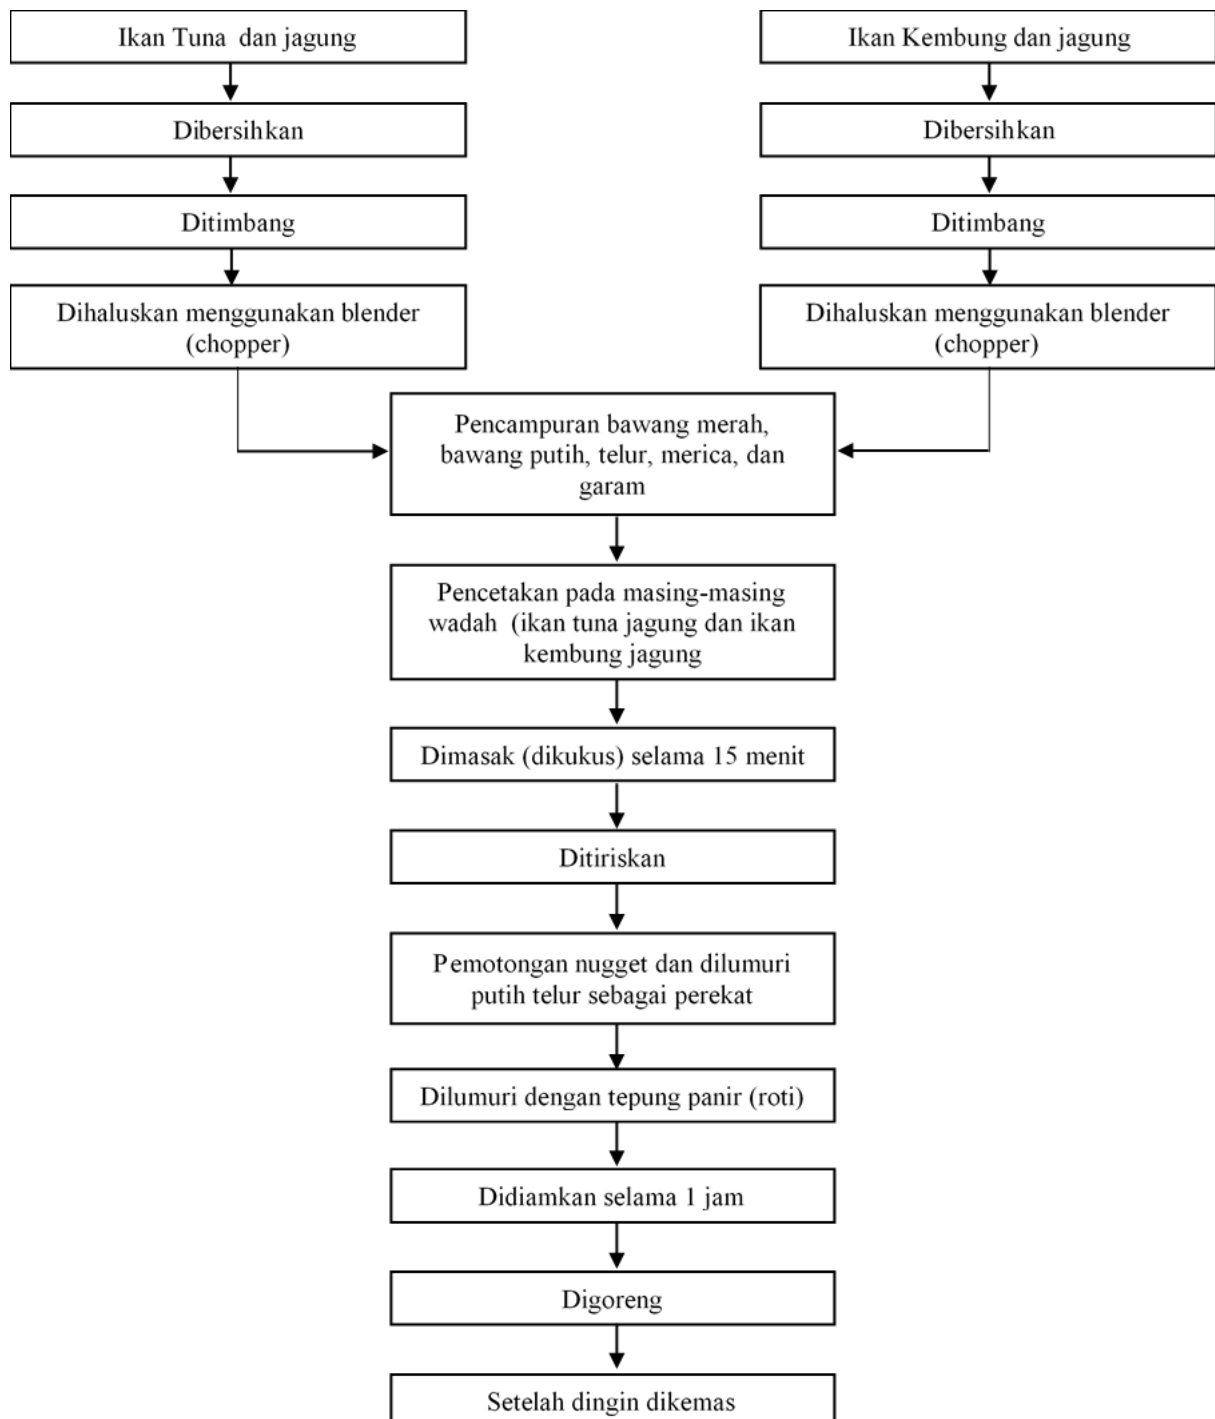 Ikan Tuna dan jagung
Dibersihkan
Ditimbang
Dihaluskan menggunakan blender
(chopper)
Ikan Kembung dan jagung
Dibersihkan
Ditimbang
Dihaluskan menggunakan blender
(chopper)
Pencampuran bawang merah,
bawang putih, telur, merica, dan
garam
Pencetakan pada masing-masing
wadah (ikan tuna jagung dan ikan
kembung jagung
Dimasak (dikukus) selama 15 menit
Ditiriskan
Pemotongan nugget dan dilumuri
putih telur sebagai perekat
Dilumuri dengan tepung panir (roti)
Didiamkan selama 1 jam
Digoreng
Setelah dingin dikemas